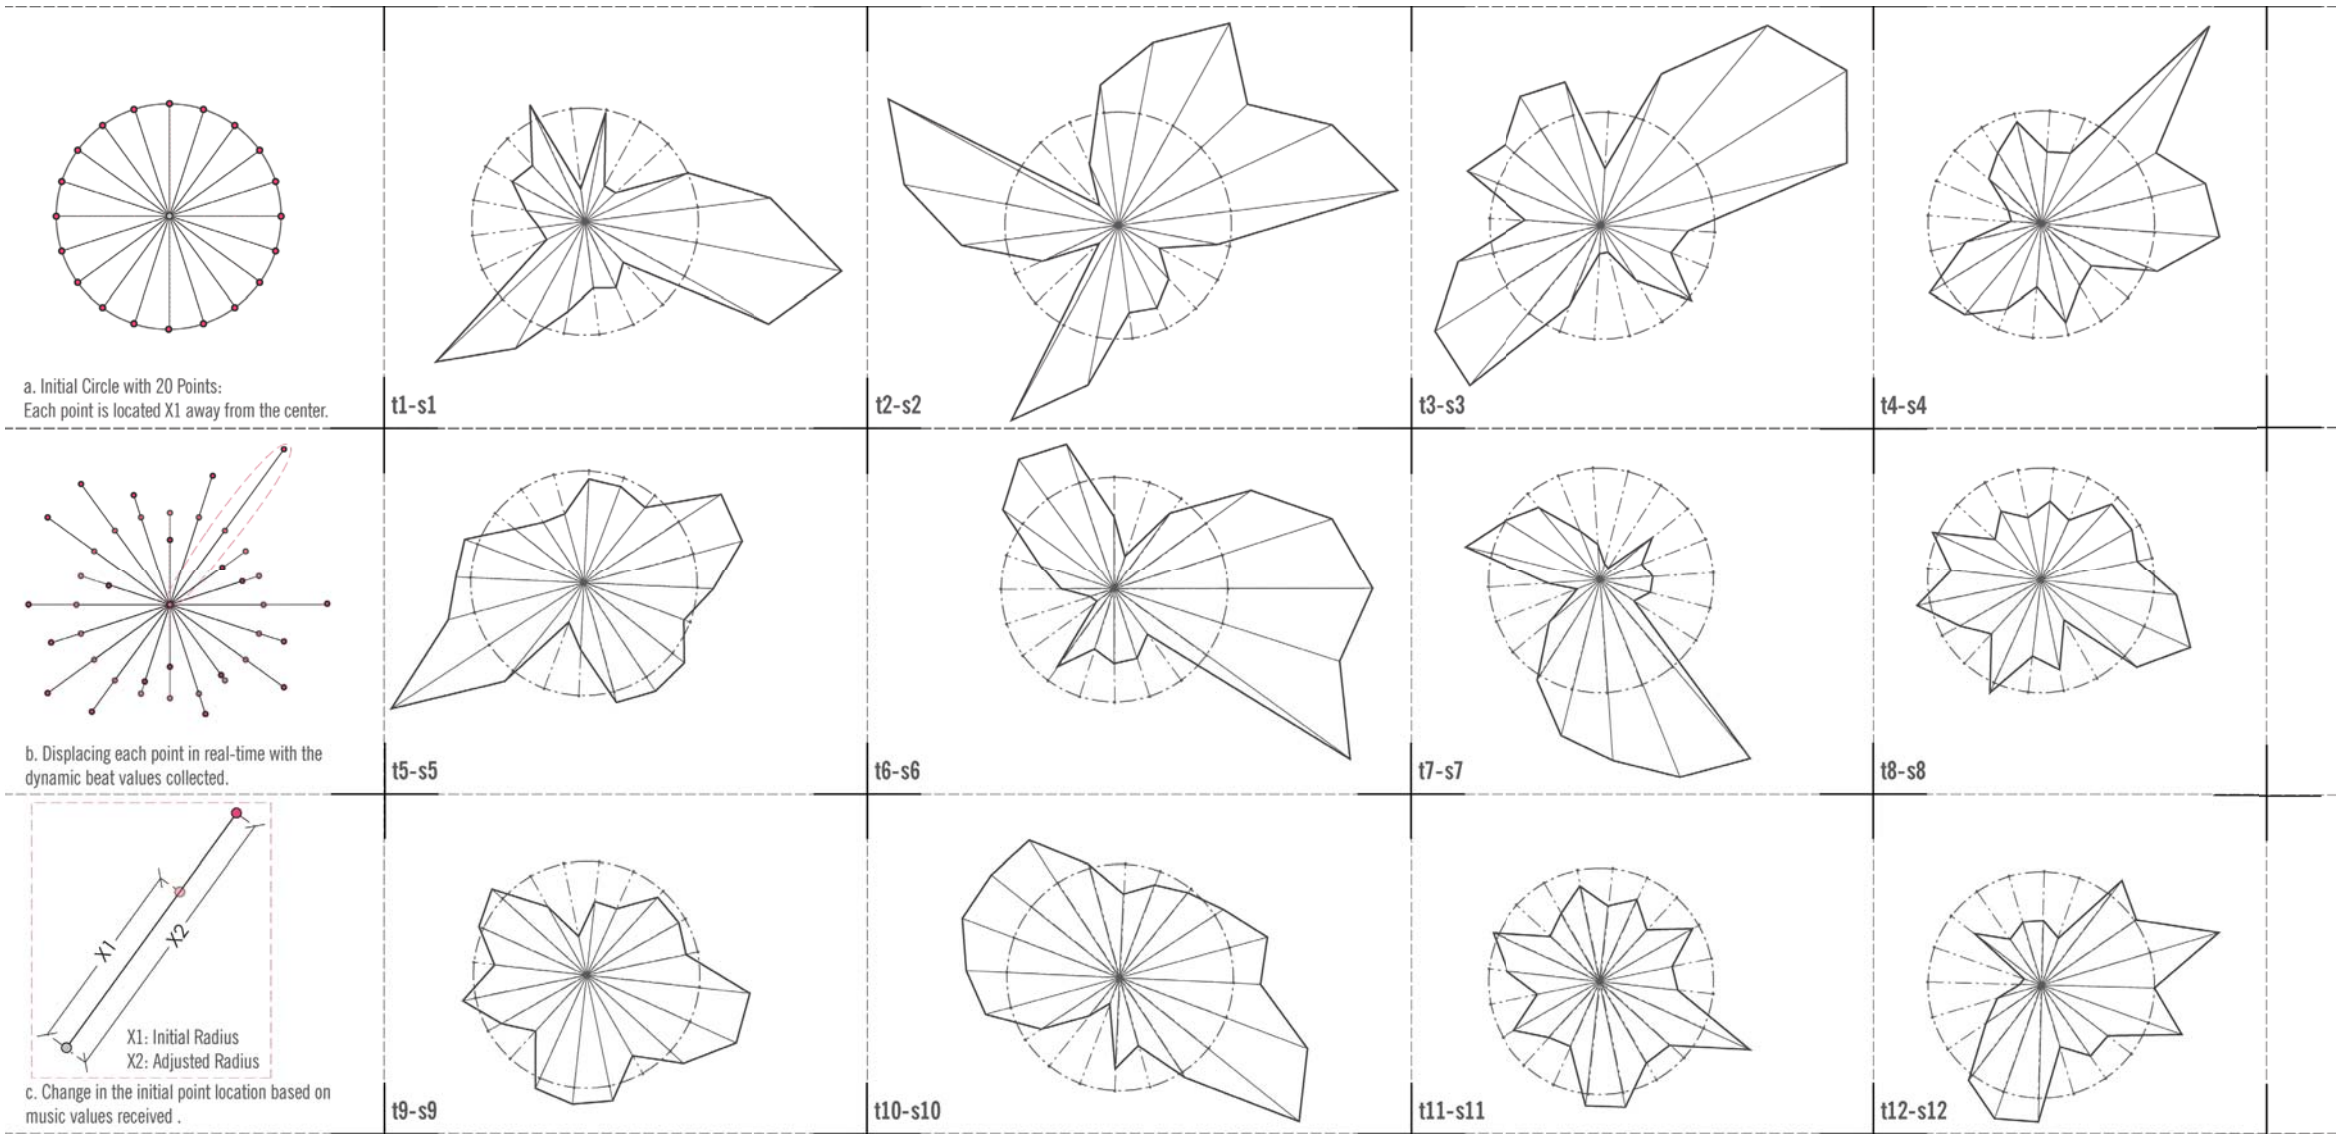 a. Initial Circle with 20 Points:
Each point is located X1 away from the center.
t1-s1
t2-s2
t3-s3
t4-s4
b. Displacing each point in real-time with the
dynamic beat values collected.
t5-s5
t6-s6
t7-s7
t8-s8
X1
X2
X1: Initial Radius
X2: Adjusted Radius
c. Change in the initial point location based on
music values received .
t9-s9
t10-s10
t11-s11
t12-s12